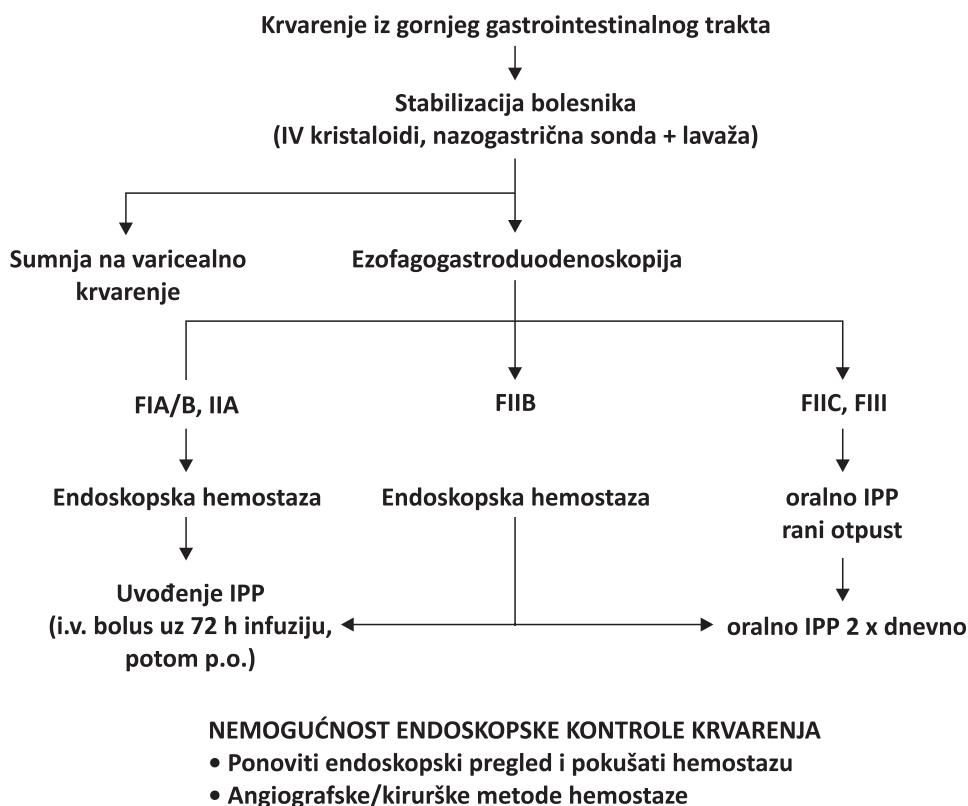 Krvarenje iz gornjeg gastrointestinalnog trakta
Stabilizacija bolesnika
(IV kristaloidi, nazogastrična sonda + lavaža)
Sumnja na varicealno
krvarenje
Ezofagogastroduodenoskopija
FIA/B, IIA
FIIB
FIIC, FIII
Endoskopska hemostaza
Endoskopska hemostaza
oralno IPP
rani otpust
Uvođenje IPP
(i.v. bolus uz 72 h infuziju,
potom p.o.)
oralno IPP 2 x dnevno
NEMOGUĆNOST ENDOSKOPSKE KONTROLE KRVARENJA
• Ponoviti endoskopski pregled i pokušati hemostazu
• Angiografske/kirurške metode hemostaze